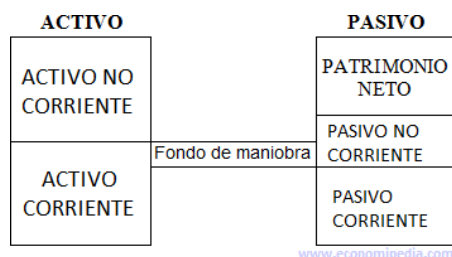 ACTIVO
PASIVO
ACTIVO NO
CORRIENTE
PATRIMONIO
NETO
Fondo de maniobra
PASIVO NO
CORRIENTE
ACTIVO
CORRIENTE
PASIVO
CORRIENTE
www.economipedia.com